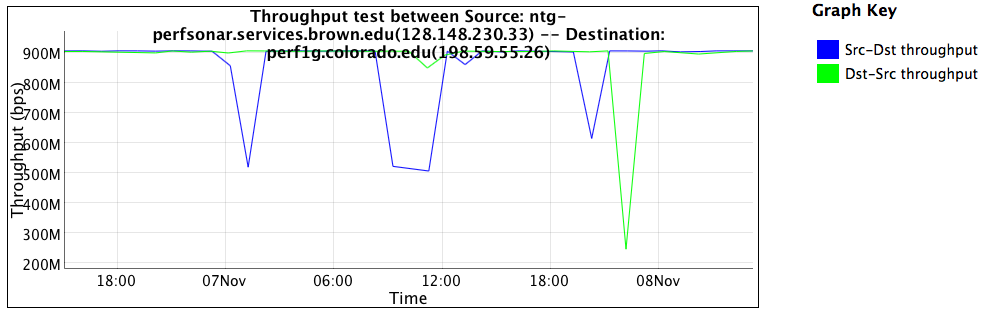 Throughput test between Source: ntg-
perfsonar.services.brown.edu(128.148.230.33) -- Destination:
perf1g.colorado.edu(198.59.55.26)
Graph Key
Src-Dst throughput
Dst-Src throughput
Throughput (bps)
900M
800M
700M
600M
500M
400M
300M
200M
18:00
07Nov
06:00
12:00
18:00
08Nov
Time